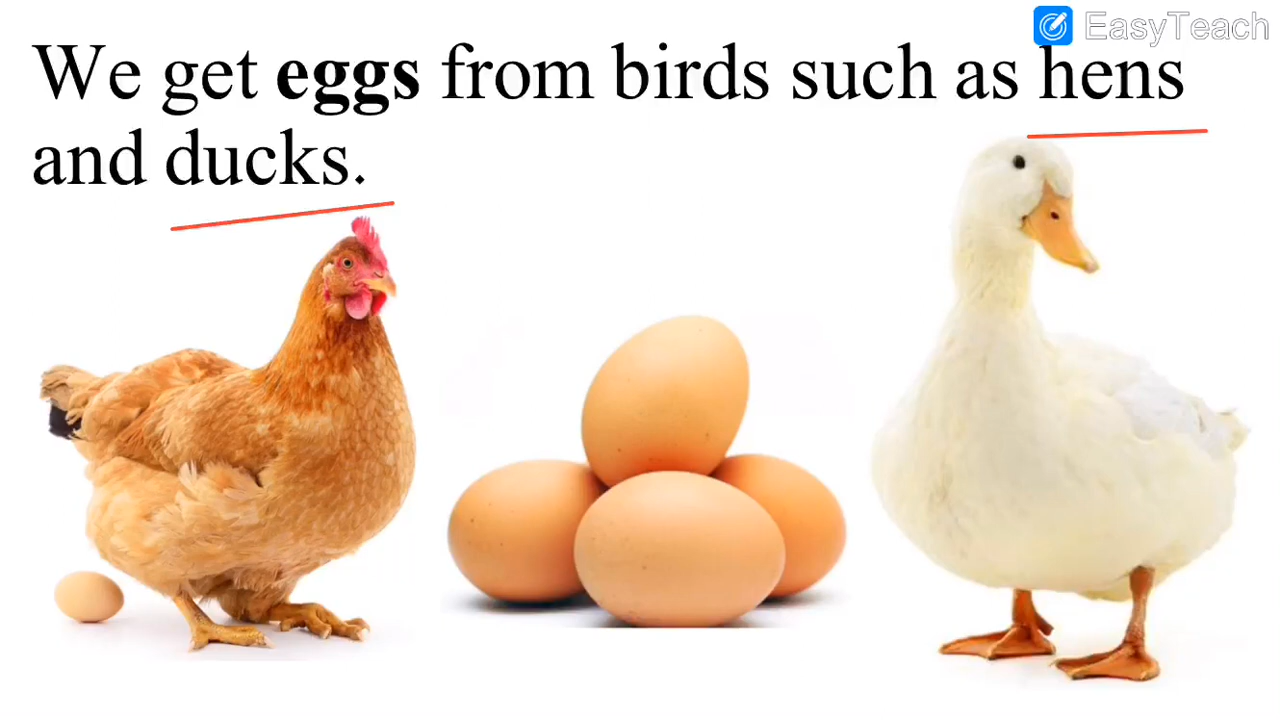 EasyTeach
We get eggs from birds such as hens
and ducks.